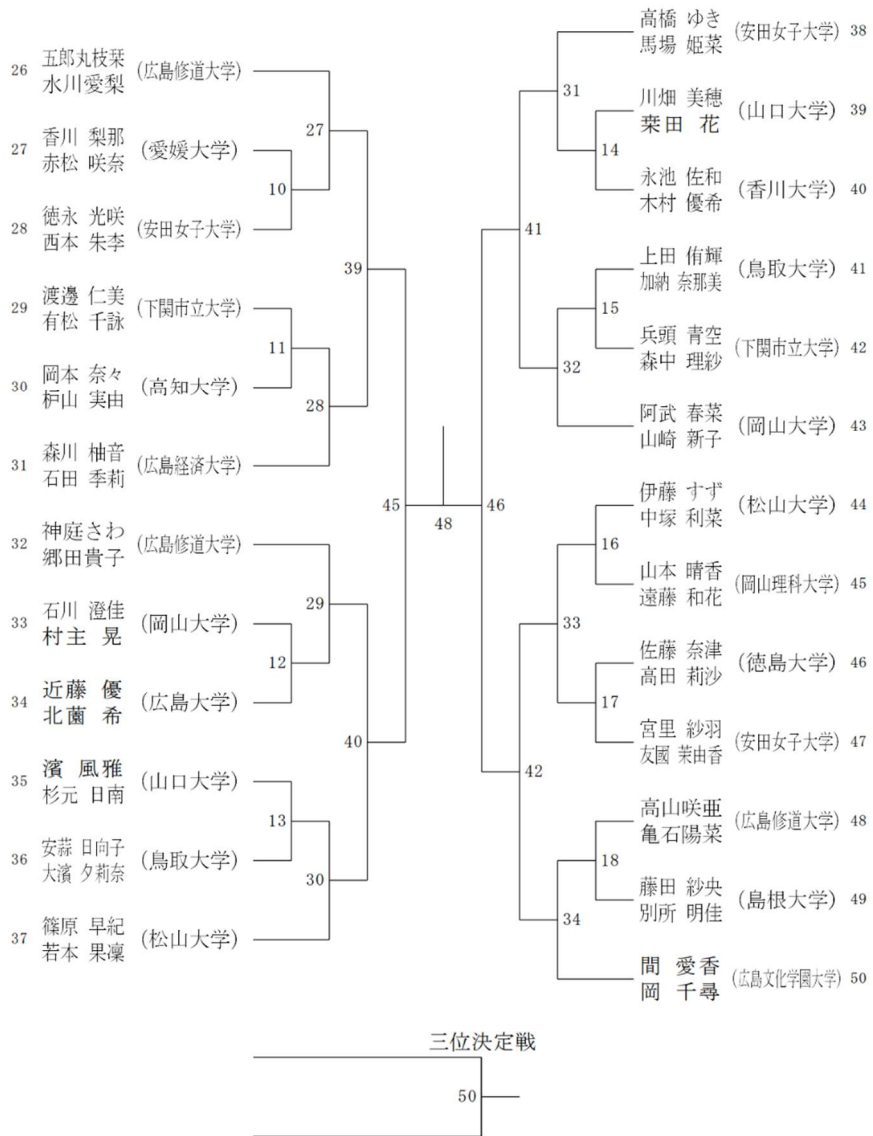 26 五郎丸枝栞 (広島修道大学)
水川愛梨
27 香川 梨那 (愛媛大学)
赤松 咲奈
28 徳永 光咲 (安田女子大学)
西本 朱李
29 渡邊 仁美 (下関市立大学)
有松 千詠
30 岡本 奈々 (高知大学)
枦山 実由
31 森川 柚音 (広島経済大学)
石田 季莉
32 神庭さわ (広島修道大学)
郷田貴子
33 石川 澄佳 (岡山大学)
村主 晃
34 近藤 優 (広島大学)
北薗 希
35 濱 風雅 (山口大学)
杉元 日南
36 安蒜 日向子 (鳥取大学)
大濱 夕莉奈
37 篠原 早紀 (松山大学)
若本 果凜
27
10
39
11
28
45
29
12
40
13
30
48
46
31
14
41
15
32
16
33
17
42
18
34
高橋 ゆき (安田女子大学) 38
馬場 姫菜
川畑 美穂 (山口大学) 39
桒田 花
永池 佐和 (香川大学) 40
木村 優希
上田 侑輝 (鳥取大学) 41
加納 奈那美
兵頭 青空 (下関市立大学) 42
森中 理紗
阿武 春菜 (岡山大学) 43
山崎 新子
伊藤 すず (松山大学) 44
中塚 利菜
山本 晴香 (岡山理科大学) 45
遠藤 和花
佐藤 奈津 (徳島大学) 46
高田 莉沙
宮里 紗羽 (安田女子大学) 47
友國 茉由香
高山咲亜 (広島修道大学) 48
亀石陽菜
藤田 紗央 (島根大学) 49
別所 明佳
間 愛香 (広島文化学園大学) 50
岡 千尋
三位決定戦
50